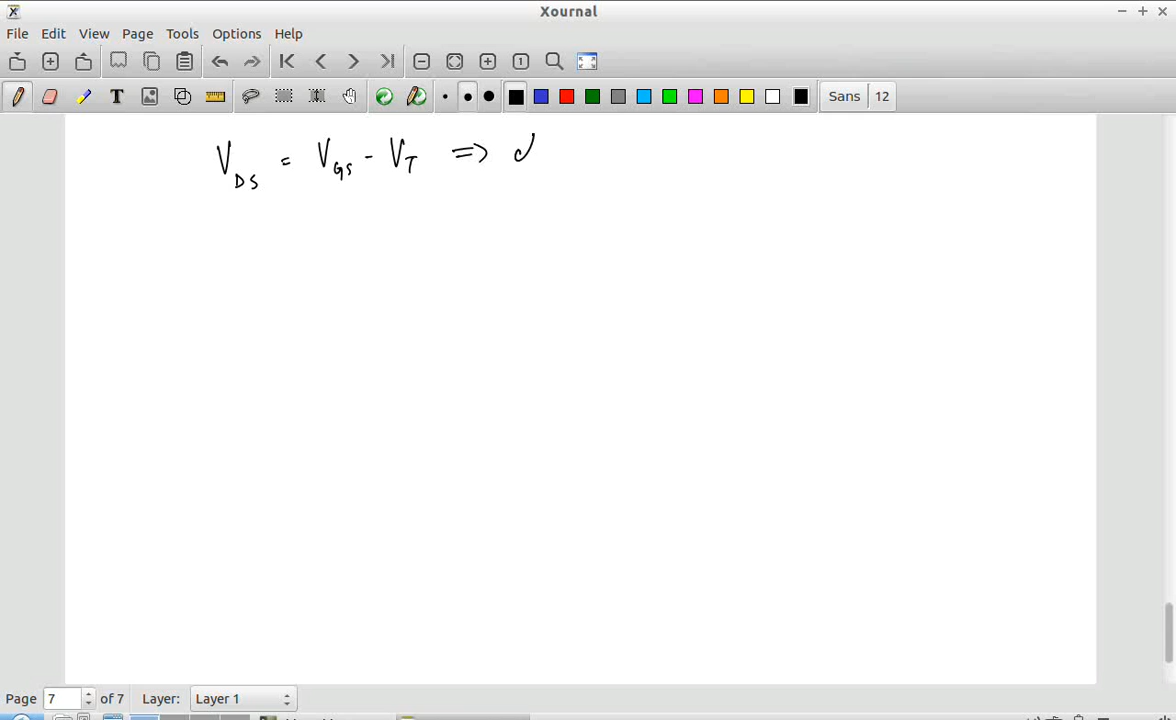 Xournal
File Edit View Page Tools Options Help
T 1 Sans 12
V_DS = V_GS - V_T => d
Page 7 of 7 Layer: Layer 1